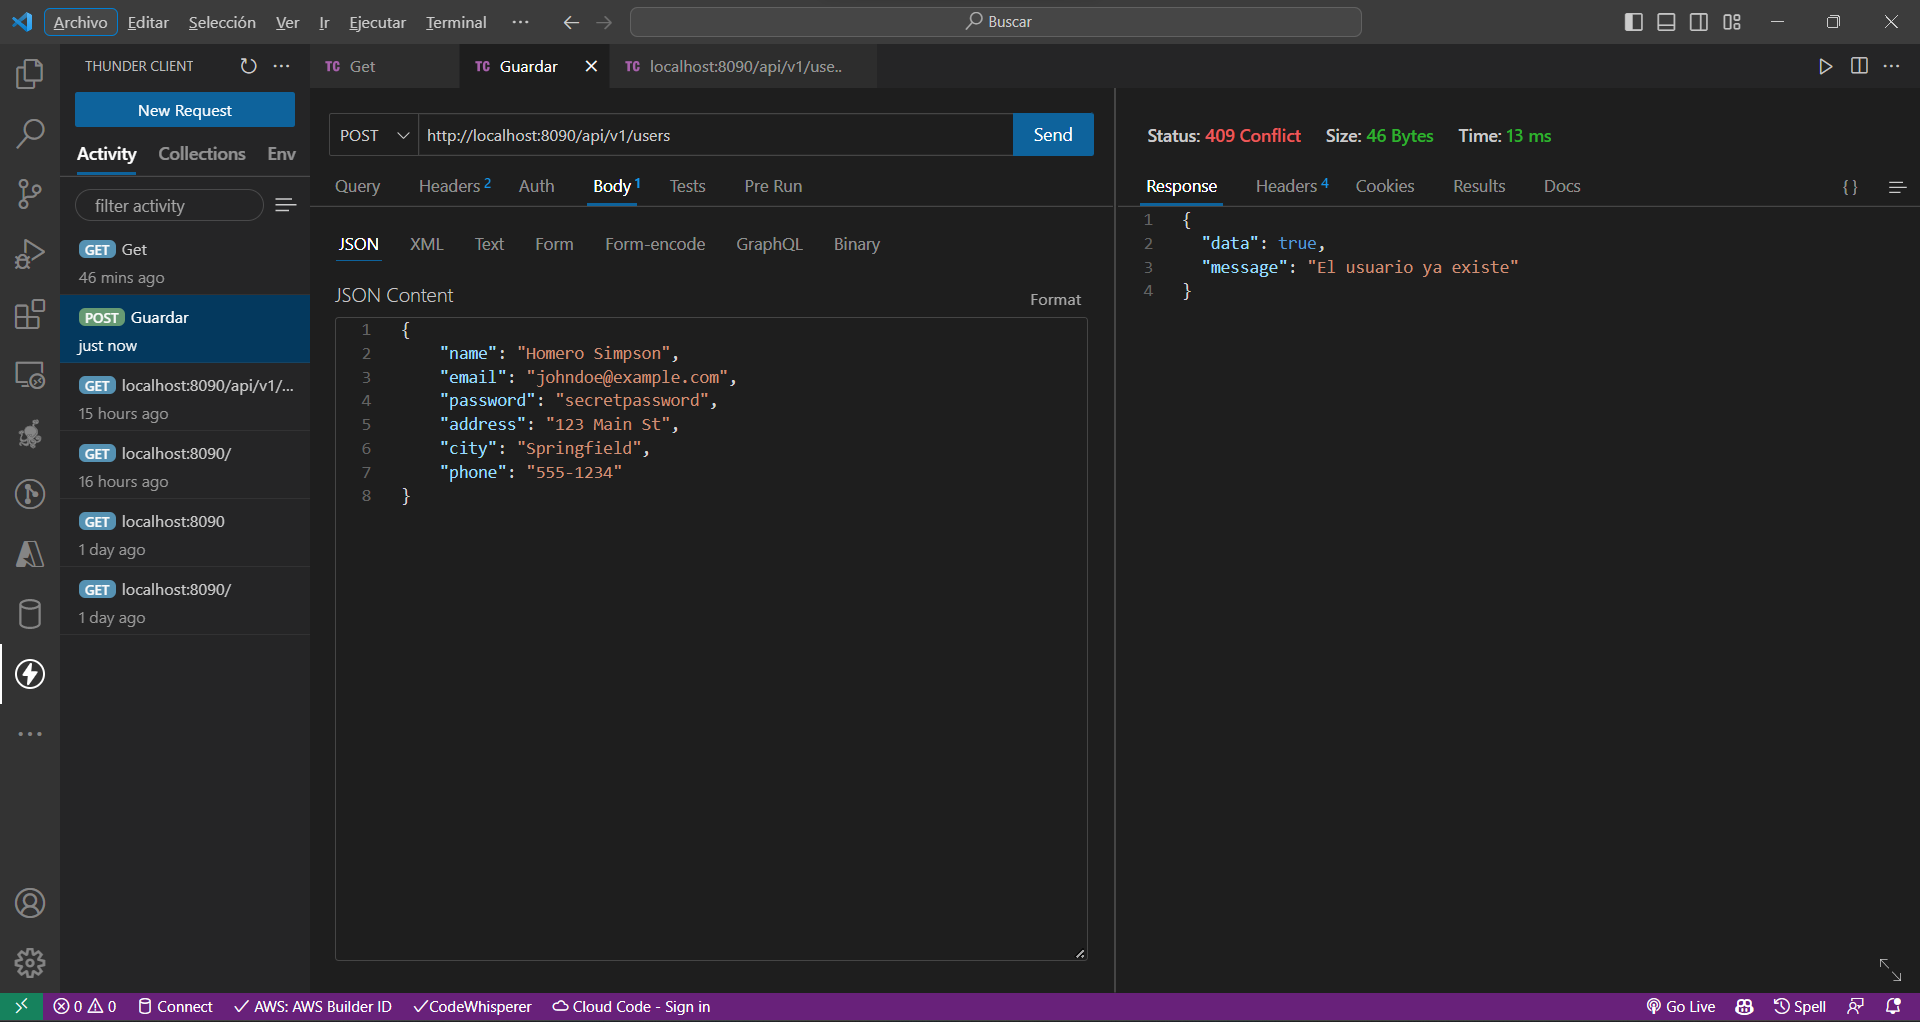 Archivo Editar Selección Ver Ir Ejecutar Terminal ··· Buscar
THUNDER CLIENT ···
New Request
Activity Collections Env
filter activity
GET Get
46 mins ago
POST Guardar
just now
GET localhost:8090/api/v1/...
15 hours ago
GET localhost:8090/
16 hours ago
GET localhost:8090
1 day ago
GET localhost:8090/
1 day ago
TC Get
TC Guardar
TC localhost:8090/api/v1/use..
POST http://localhost:8090/api/v1/users Send
Query Headers 2 Auth Body 1 Tests Pre Run
JSON XML Text Form Form-encode GraphQL Binary
JSON Content
Format
1 {
2 "name": "Homero Simpson",
3 "email": "johndoe@example.com",
4 "password": "secretpassword",
5 "address": "123 Main St",
6 "city": "Springfield",
7 "phone": "555-1234"
8 }
Status: 409 Conflict Size: 46 Bytes Time: 13 ms
Response Headers 4 Cookies Results Docs {}
1 {
2 "data": true,
3 "message": "El usuario ya existe"
4 }
0 0 Connect AWS: AWS Builder ID CodeWhisperer Cloud Code - Sign in Go Live Spell